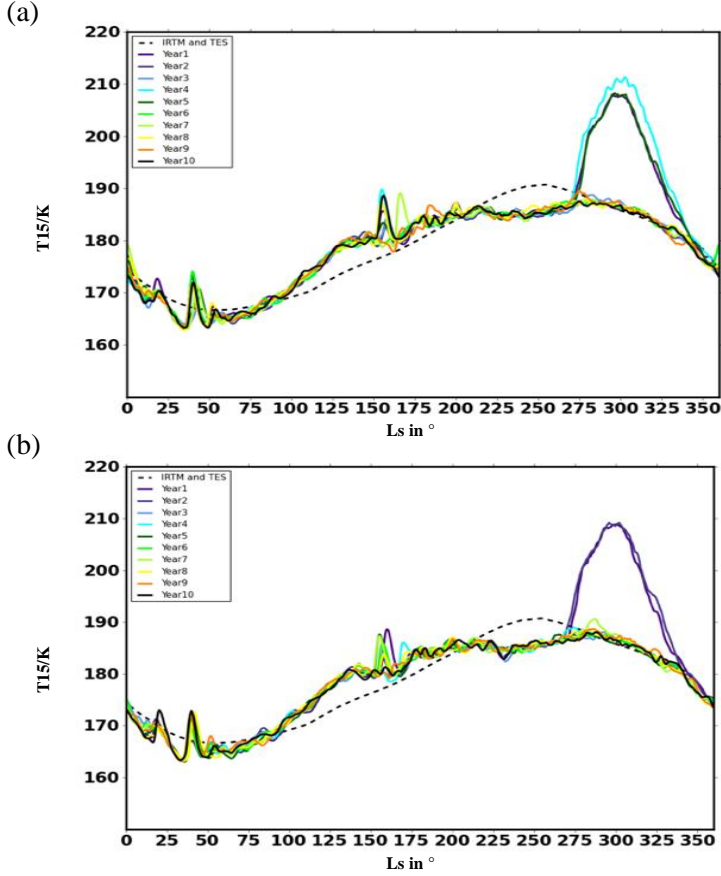 (a)
220
210
200
190
180
170
160
T15/K
IRTM and TES
Year1
Year2
Year3
Year4
Year5
Year6
Year7
Year8
Year9
Year10
0 25 50 75 100 125 150 175 200 225 250 275 300 325 350
Ls in °
(b)
220
210
200
190
180
170
160
T15/K
IRTM and TES
Year1
Year2
Year3
Year4
Year5
Year6
Year7
Year8
Year9
Year10
0 25 50 75 100 125 150 175 200 225 250 275 300 325 350
Ls in °